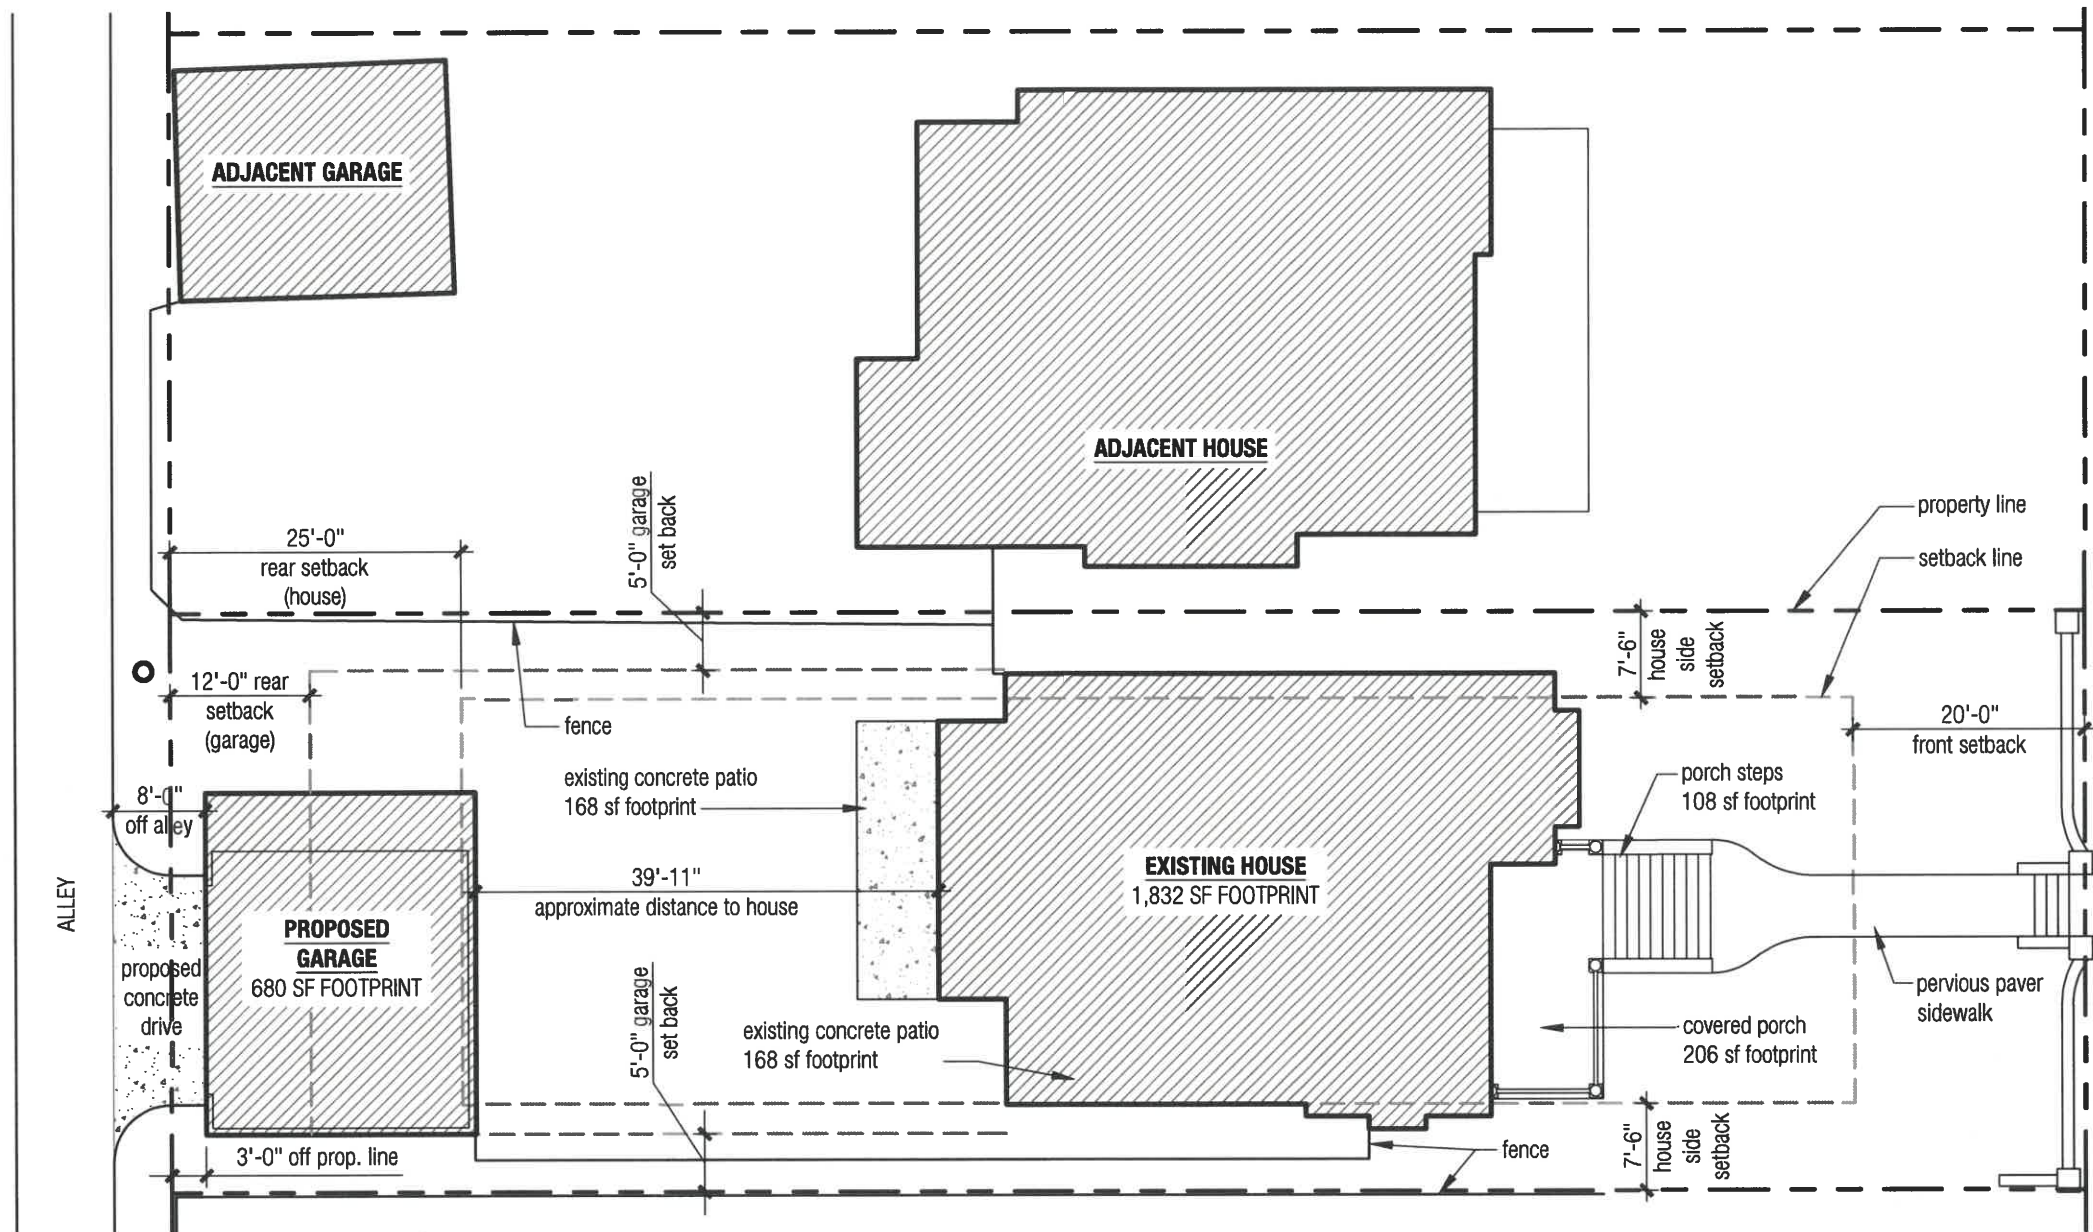 ADJACENT GARAGE
ADJACENT HOUSE
property line
setback line
25'-0"
rear setback
(house)
5'-0" garage
set back
7'-6"
house
side
setback
12'-0" rear
setback
(garage)
fence
20'-0"
front setback
existing concrete patio
168 sf footprint
porch steps
108 sf footprint
8'-0"
off alley
39'-11"
approximate distance to house
EXISTING HOUSE
1,832 SF FOOTPRINT
ALLEY
PROPOSED
GARAGE
680 SF FOOTPRINT
proposed
concrete
drive
5'-0" garage
set back
existing concrete patio
168 sf footprint
pervious paver
sidewalk
covered porch
206 sf footprint
3'-0" off prop. line
fence
7'-6"
house
side
setback